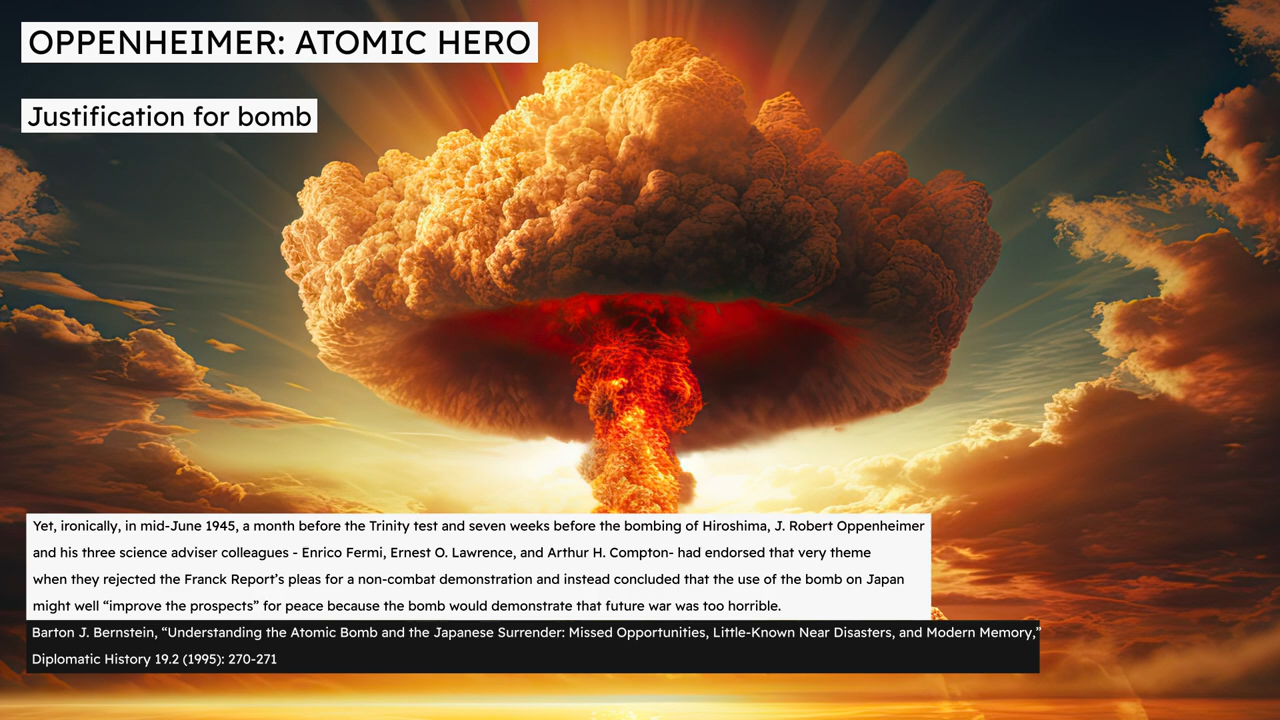 OPPENHEIMER: ATOMIC HERO
Justification for bomb
Yet, ironically, in mid-June 1945, a month before the Trinity test and seven weeks before the bombing of Hiroshima, J. Robert Oppenheimer
and his three science adviser colleagues - Enrico Fermi, Ernest O. Lawrence, and Arthur H. Compton- had endorsed that very theme
when they rejected the Franck Report's pleas for a non-combat demonstration and instead concluded that the use of the bomb on Japan
might well “improve the prospects” for peace because the bomb would demonstrate that future war was too horrible.
Barton J. Bernstein, “Understanding the Atomic Bomb and the Japanese Surrender: Missed Opportunities, Little-Known Near Disasters, and Modern Memory,”
Diplomatic History 19.2 (1995): 270-271